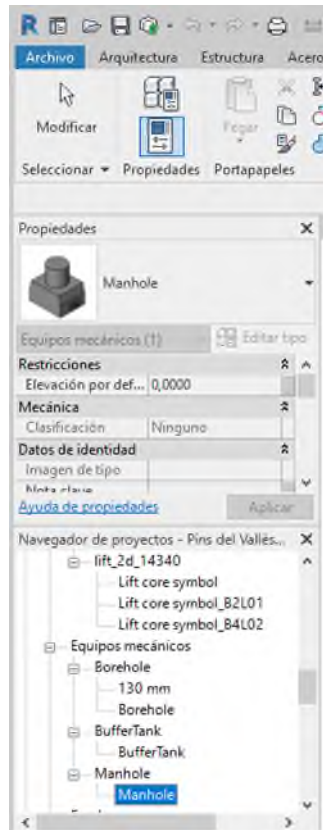 R
Archivo Arquitectura Estructura Acero
Modificar
Pegar
Seleccionar Propiedades Portapapeles
Propiedades X
Manhole
Equipos mecánicos (1) Editar tipo
Restricciones
Elevación por def... 0,0000
Mecánica
Clasificación Ninguno
Datos de identidad
Imagen de tipo
Nota clave
Ayuda de propiedades Aplicar
Navegador de proyectos - Pins del Vallès... X
lift_2d_14340
Lift core symbol
Lift core symbol_B2L01
Lift core symbol_B4L02
Equipos mecánicos
Borehole
130 mm
Borehole
BufferTank
BufferTank
Manhole
Manhole